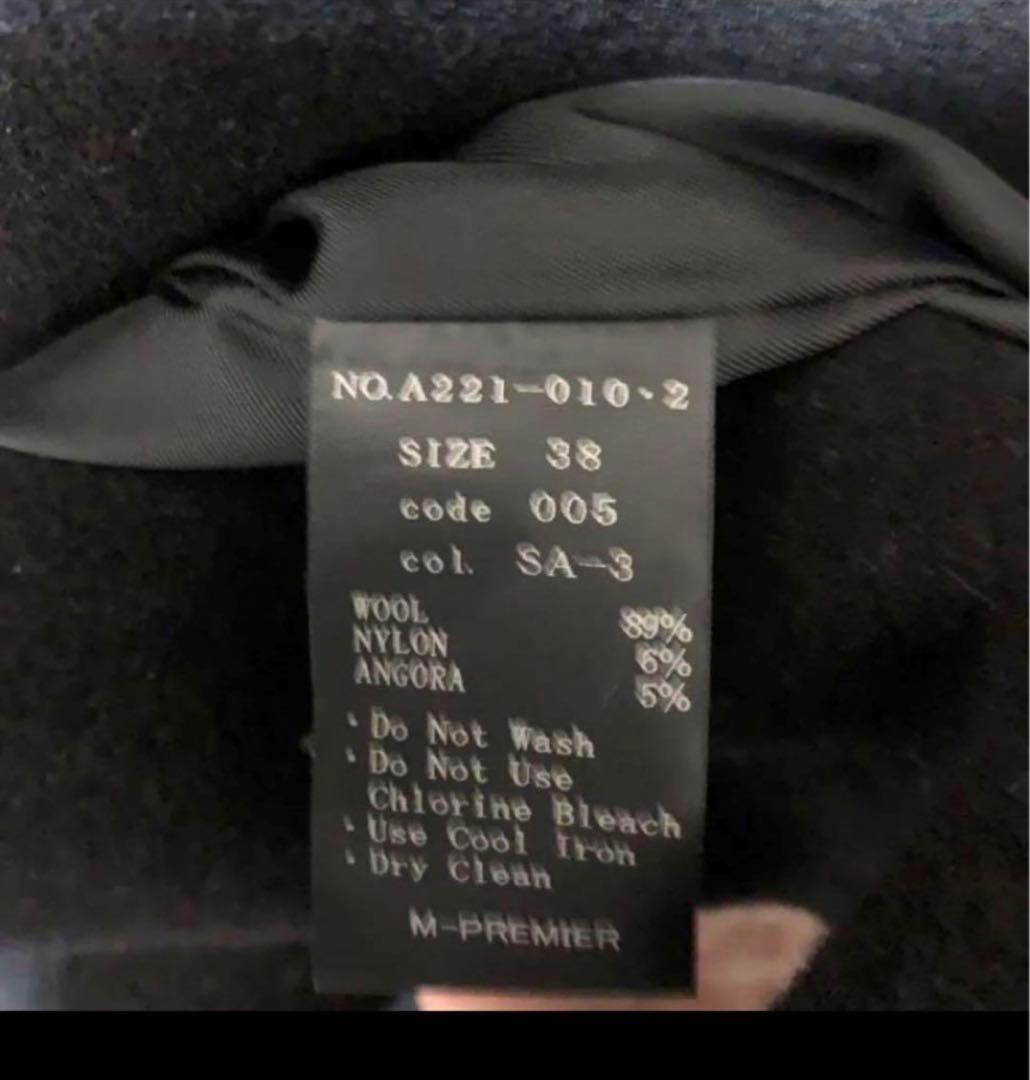 NO.A221-010-2
SIZE 38
code 005
col. SA-3
WOOL 89%
NYLON 6%
ANGORA 5%
・Do Not Wash
・Do Not Use
Chlorine Bleach
・Use Cool Iron
・Dry Clean
M-PREMIER